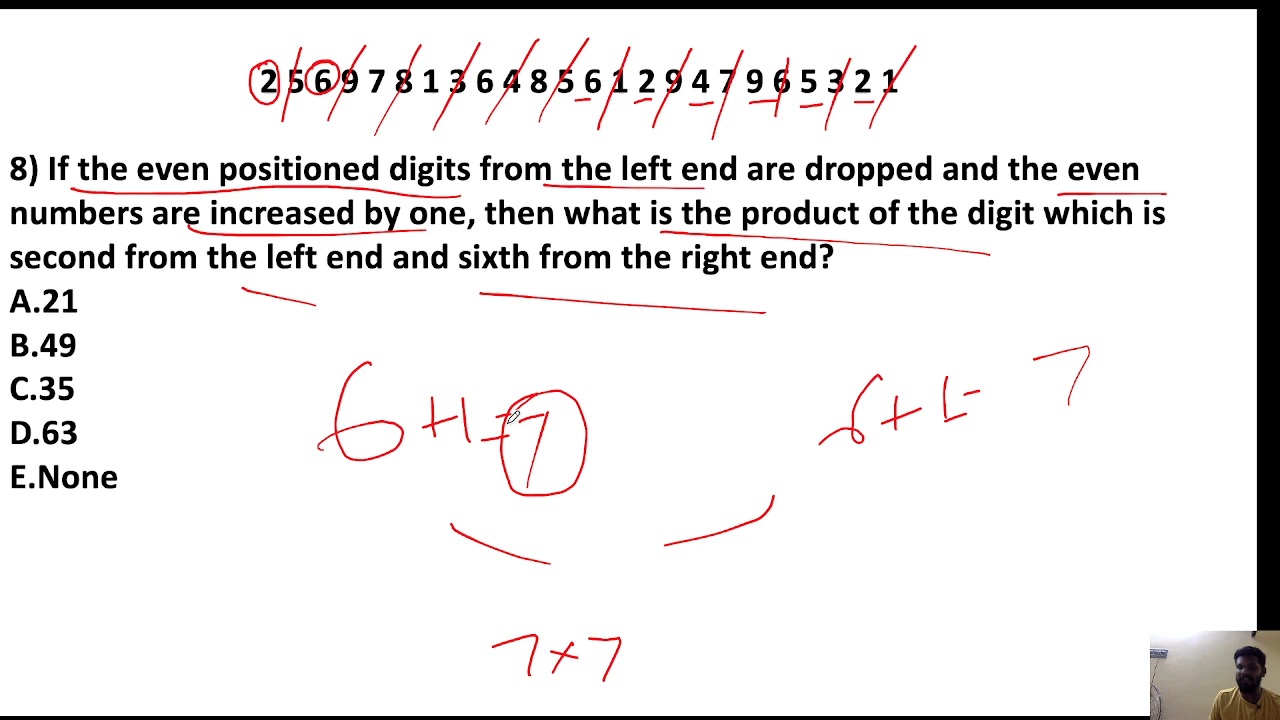 2 5 6 9 7 8 1 3 6 4 8 5 6 1 2 9 4 7 9 6 5 3 2 1
8) If the even positioned digits from the left end are dropped and the even
numbers are increased by one, then what is the product of the digit which is
second from the left end and sixth from the right end?
A.21
B.49
C.35
D.63
E.None
6+1=7 6+1= 7
7×7